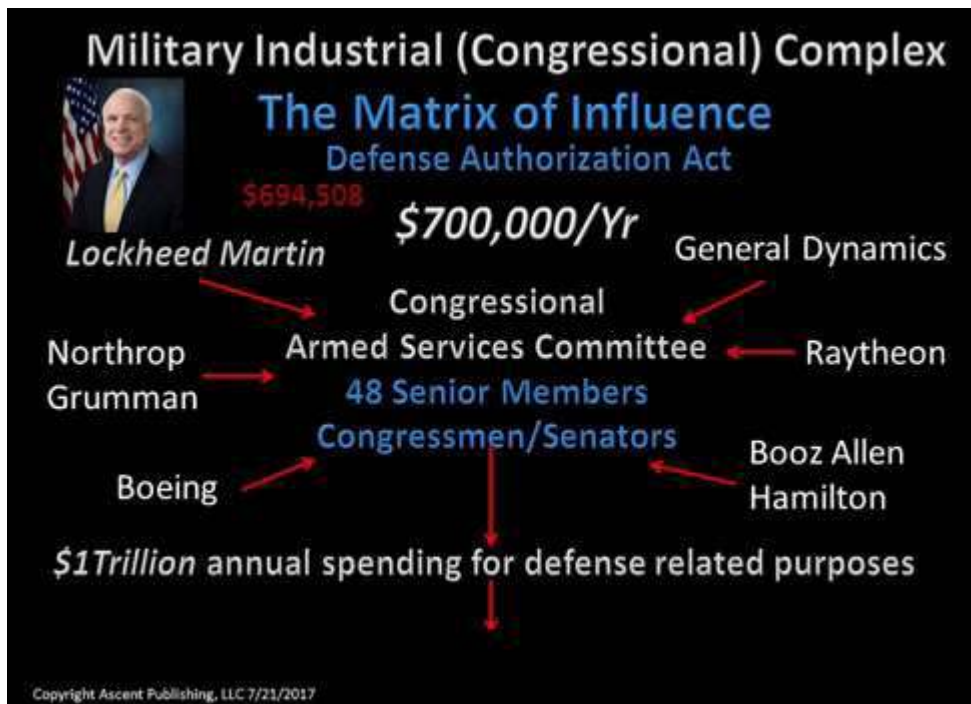 Military Industrial (Congressional) Complex
The Matrix of Influence
Defense Authorization Act
$694,508
$700,000/Yr
Lockheed Martin
General Dynamics
Congressional
Armed Services Committee
Northrop
Grumman
Raytheon
48 Senior Members
Congressmen/Senators
Boeing
Booz Allen
Hamilton
$1Trillion annual spending for defense related purposes
Copyright Ascent Publishing, LLC 7/21/2017